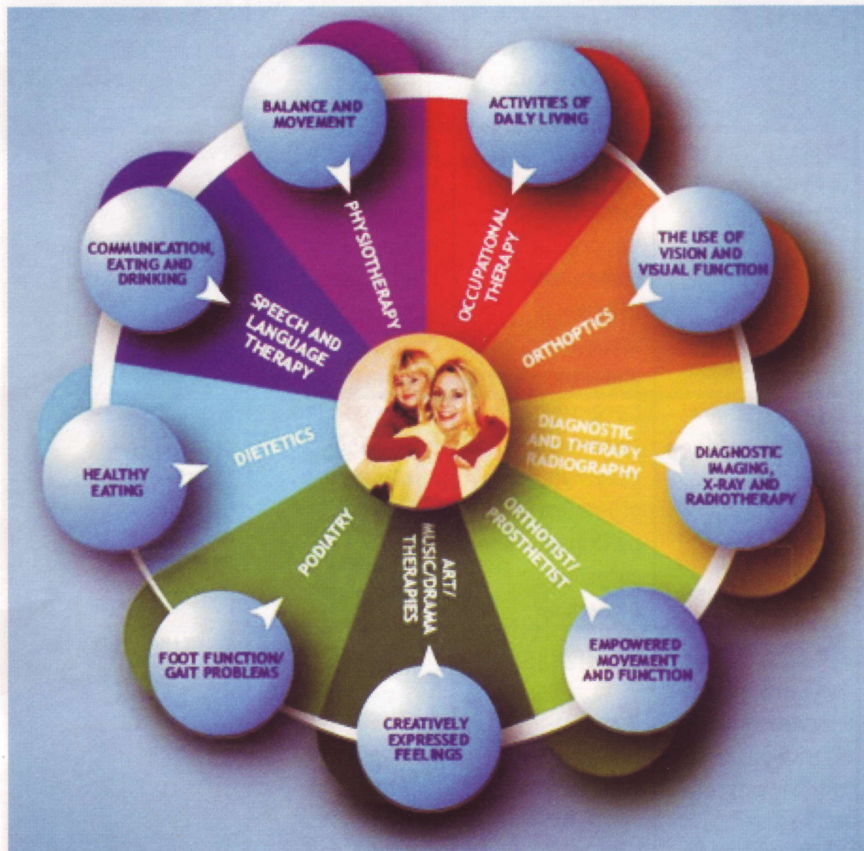 BALANCE AND
MOVEMENT
PHYSIOTHERAPY
ACTIVITIES OF
DAILY LIVING
OCCUPATIONAL
THERAPY
THE USE OF
VISION AND
VISUAL FUNCTION
ORTHOPTICS
DIAGNOSTIC
IMAGING,
X-RAY AND
RADIOTHERAPY
DIAGNOSTIC
AND THERAPY
RADIOGRAPHY
EMPOWERED
MOVEMENT
AND FUNCTION
ORTHOTIST/
PROSTHETIST
CREATIVELY
EXPRESSED
FEELINGS
ART/
MUSIC/DRAMA
THERAPIES
FOOT FUNCTION/
GAIT PROBLEMS
PODIATRY
HEALTHY
EATING
DIETETICS
COMMUNICATION,
EATING AND
DRINKING
SPEECH AND
LANGUAGE
THERAPY